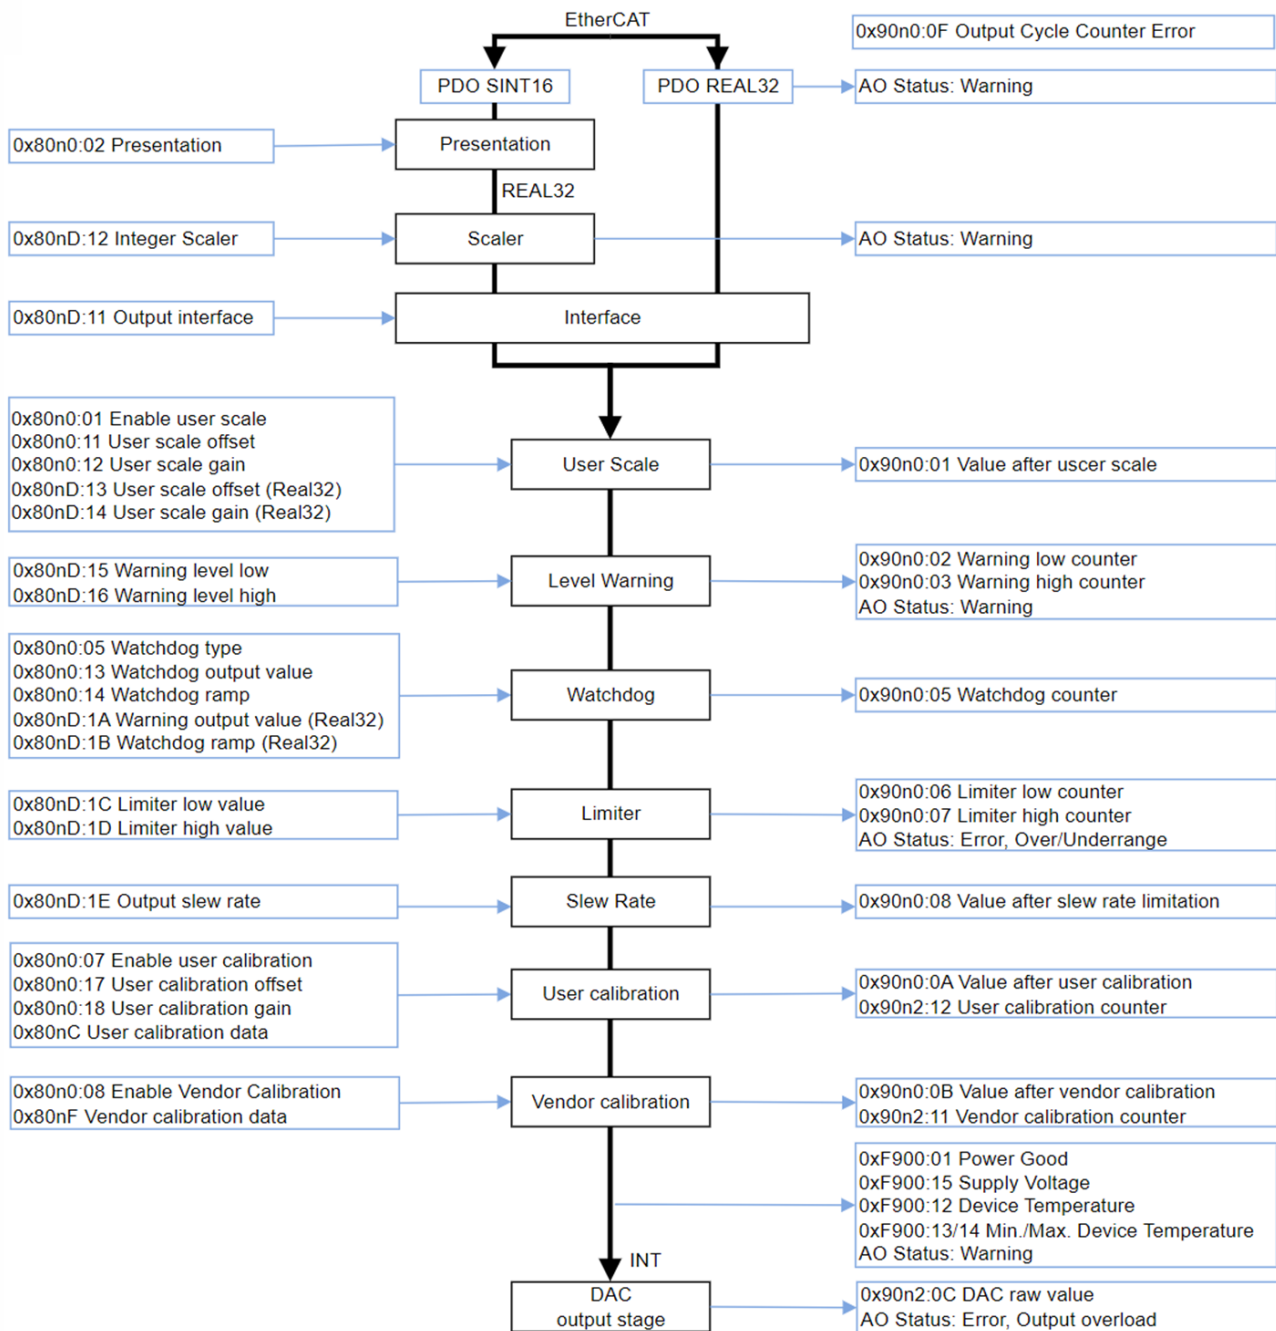 EtherCAT
0x90n0:0F Output Cycle Counter Error
PDO SINT16
PDO REAL32
AO Status: Warning
0x80n0:02 Presentation
Presentation
REAL32
0x80nD:12 Integer Scaler
Scaler
AO Status: Warning
0x80nD:11 Output interface
Interface
0x80n0:01 Enable user scale
0x80n0:11 User scale offset
0x80n0:12 User scale gain
0x80nD:13 User scale offset (Real32)
0x80nD:14 User scale gain (Real32)
User Scale
0x90n0:01 Value after uscer scale
0x80nD:15 Warning level low
0x80nD:16 Warning level high
Level Warning
0x90n0:02 Warning low counter
0x90n0:03 Warning high counter
AO Status: Warning
0x80n0:05 Watchdog type
0x80n0:13 Watchdog output value
0x80n0:14 Watchdog ramp
0x80nD:1A Warning output value (Real32)
0x80nD:1B Watchdog ramp (Real32)
Watchdog
0x90n0:05 Watchdog counter
0x80nD:1C Limiter low value
0x80nD:1D Limiter high value
Limiter
0x90n0:06 Limiter low counter
0x90n0:07 Limiter high counter
AO Status: Error, Over/Underrange
0x80nD:1E Output slew rate
Slew Rate
0x90n0:08 Value after slew rate limitation
0x80n0:07 Enable user calibration
0x80n0:17 User calibration offset
0x80n0:18 User calibration gain
0x80nC User calibration data
User calibration
0x90n0:0A Value after user calibration
0x90n2:12 User calibration counter
0x80n0:08 Enable Vendor Calibration
0x80nF Vendor calibration data
Vendor calibration
0x90n0:0B Value after vendor calibration
0x90n2:11 Vendor calibration counter
0xF900:01 Power Good
0xF900:15 Supply Voltage
0xF900:12 Device Temperature
0xF900:13/14 Min./Max. Device Temperature
AO Status: Warning
INT
DAC
output stage
0x90n2:0C DAC raw value
AO Status: Error, Output overload